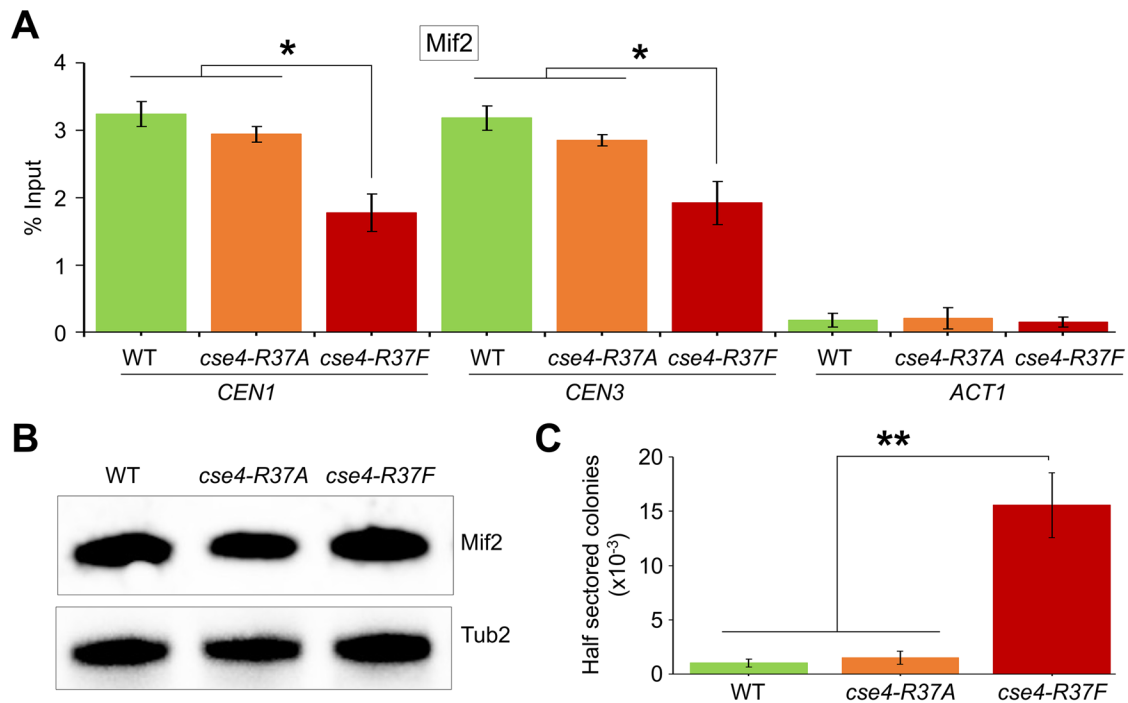 A
Mif2
* *
% Input
4
3
2
1
0
WT cse4-R37A cse4-R37F WT cse4-R37A cse4-R37F WT cse4-R37A cse4-R37F
CEN1 CEN3 ACT1
B
WT cse4-R37A cse4-R37F
Mif2
Tub2
C
**
Half sectored colonies
(x10-3)
20
15
10
5
0
WT cse4-R37A cse4-R37F